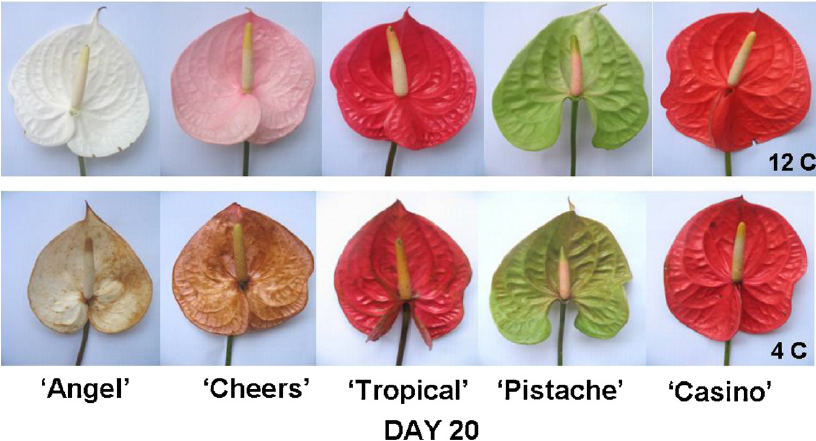 12 C
4 C
‘Angel’ ‘Cheers’ ‘Tropical’ ‘Pistache’ ‘Casino’
DAY 20